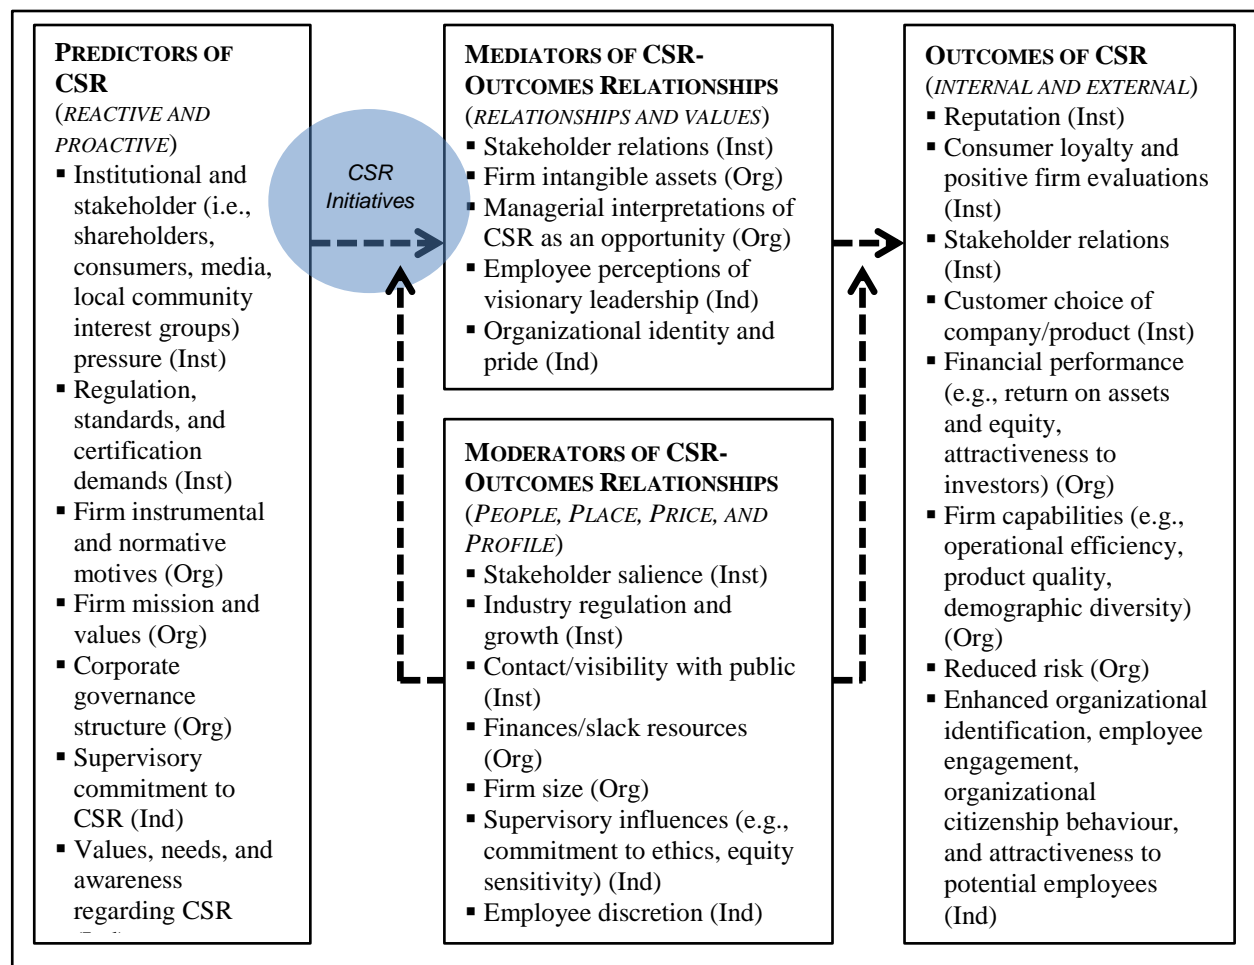 PREDICTORS OF
CSR
(REACTIVE AND
PROACTIVE)
▪ Institutional and
stakeholder (i.e.,
shareholders,
consumers, media,
local community
interest groups)
pressure (Inst)
▪ Regulation,
standards, and
certification
demands (Inst)
▪ Firm instrumental
and normative
motives (Org)
▪ Firm mission and
values (Org)
▪ Corporate
governance
structure (Org)
▪ Supervisory
commitment to
CSR (Ind)
▪ Values, needs, and
awareness
regarding CSR
CSR
Initiatives
MEDIATORS OF CSR-
OUTCOMES RELATIONSHIPS
(RELATIONSHIPS AND VALUES)
▪ Stakeholder relations (Inst)
▪ Firm intangible assets (Org)
▪ Managerial interpretations of
CSR as an opportunity (Org)
▪ Employee perceptions of
visionary leadership (Ind)
▪ Organizational identity and
pride (Ind)
MODERATORS OF CSR-
OUTCOMES RELATIONSHIPS
(PEOPLE, PLACE, PRICE, AND
PROFILE)
▪ Stakeholder salience (Inst)
▪ Industry regulation and
growth (Inst)
▪ Contact/visibility with public
(Inst)
▪ Finances/slack resources
(Org)
▪ Firm size (Org)
▪ Supervisory influences (e.g.,
commitment to ethics, equity
sensitivity) (Ind)
▪ Employee discretion (Ind)
OUTCOMES OF CSR
(INTERNAL AND EXTERNAL)
▪ Reputation (Inst)
▪ Consumer loyalty and
positive firm evaluations
(Inst)
▪ Stakeholder relations
(Inst)
▪ Customer choice of
company/product (Inst)
▪ Financial performance
(e.g., return on assets
and equity,
attractiveness to
investors) (Org)
▪ Firm capabilities (e.g.,
operational efficiency,
product quality,
demographic diversity)
(Org)
▪ Reduced risk (Org)
▪ Enhanced organizational
identification, employee
engagement,
organizational
citizenship behaviour,
and attractiveness to
potential employees
(Ind)